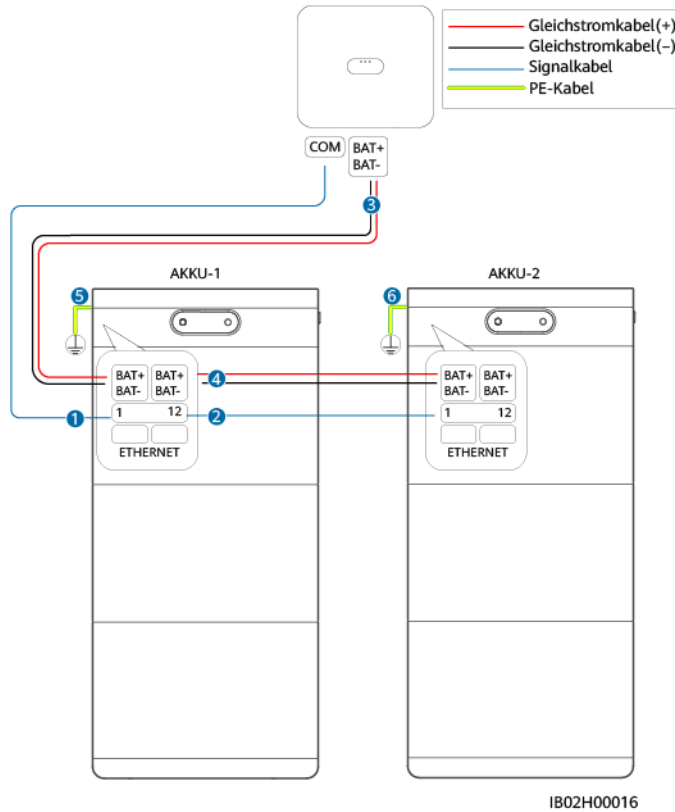 Gleichstromkabel(+)
Gleichstromkabel(−)
Signalkabel
PE-Kabel
COM
BAT+
BAT-
3
AKKU-1
AKKU-2
5
6
BAT+ BAT+
BAT- BAT-
4
BAT+ BAT+
BAT- BAT-
1
1 12
2
1 12
ETHERNET
ETHERNET
IB02H00016